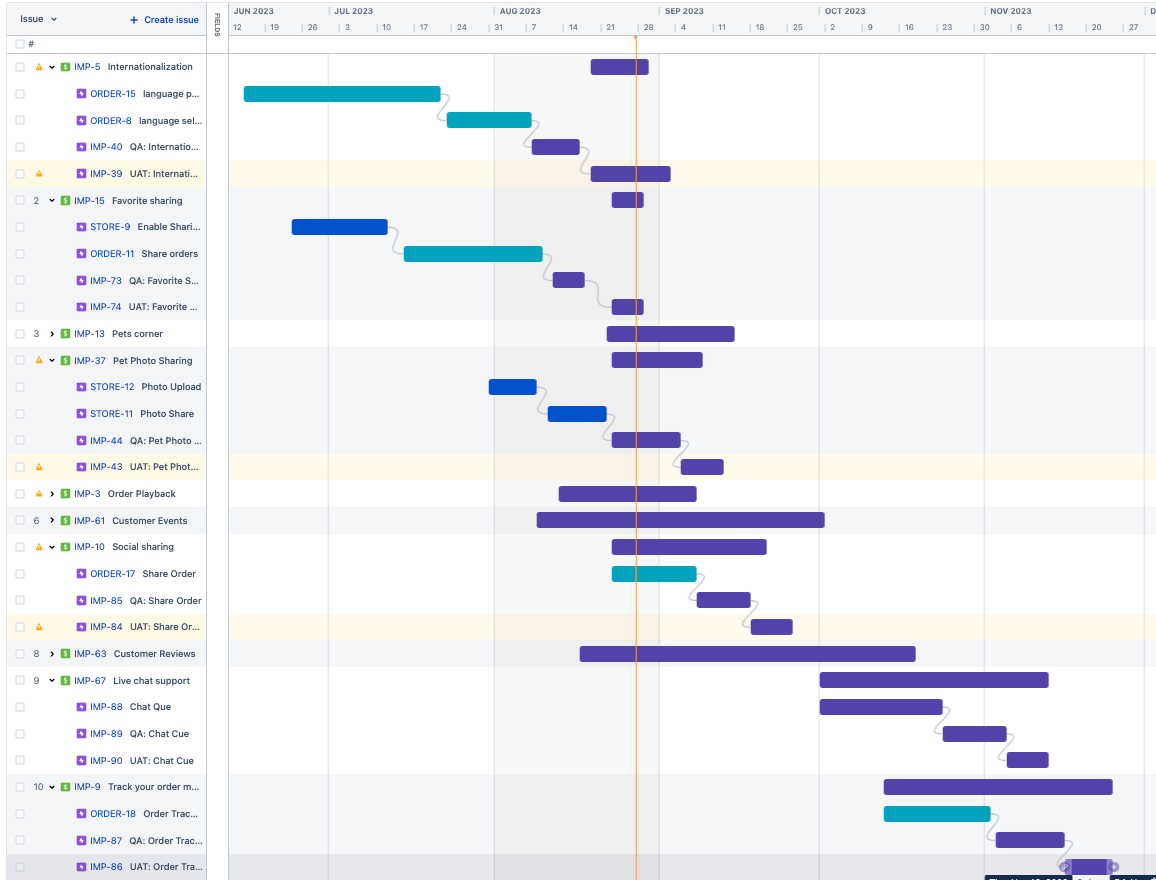 Issue + Create issue FIELDS JUN 2023 JUL 2023 AUG 2023 SEP 2023 OCT 2023 NOV 2023 D
12 19 26 3 10 17 24 31 7 14 21 28 4 11 18 25 2 9 16 23 30 6 13 20 27
#
IMP-5 Internationalization
ORDER-15 language p...
ORDER-8 language sel...
IMP-40 QA: Internatio...
IMP-39 UAT: Internati...
2 IMP-15 Favorite sharing
STORE-9 Enable Shari...
ORDER-11 Share orders
IMP-73 QA: Favorite S...
IMP-74 UAT: Favorite ...
3 IMP-13 Pets corner
IMP-37 Pet Photo Sharing
STORE-12 Photo Upload
STORE-11 Photo Share
IMP-44 QA: Pet Photo ...
IMP-43 UAT: Pet Phot...
IMP-3 Order Playback
6 IMP-61 Customer Events
IMP-10 Social sharing
ORDER-17 Share Order
IMP-85 QA: Share Order
IMP-84 UAT: Share Or...
8 IMP-63 Customer Reviews
9 IMP-67 Live chat support
IMP-88 Chat Que
IMP-89 QA: Chat Cue
IMP-90 UAT: Chat Cue
10 IMP-9 Track your order m...
ORDER-18 Order Trac...
IMP-87 QA: Order Trac...
IMP-86 UAT: Order Tra...